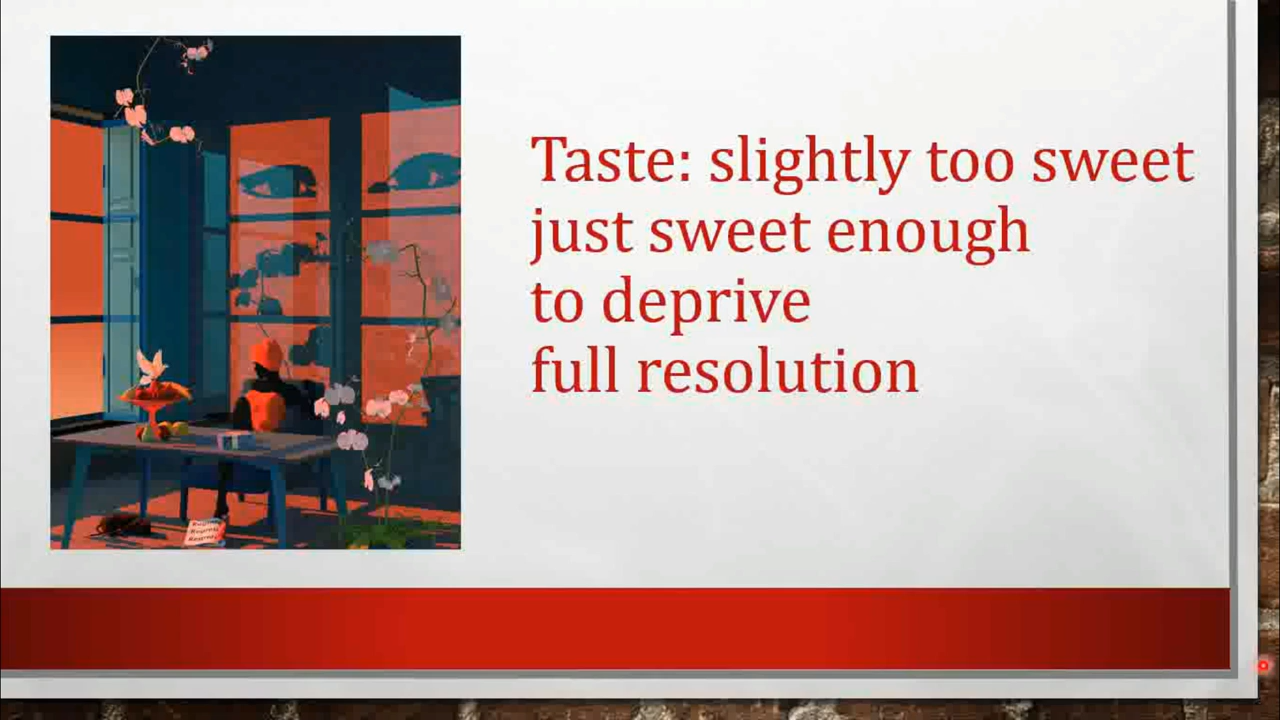 Taste: slightly too sweet
just sweet enough
to deprive
full resolution